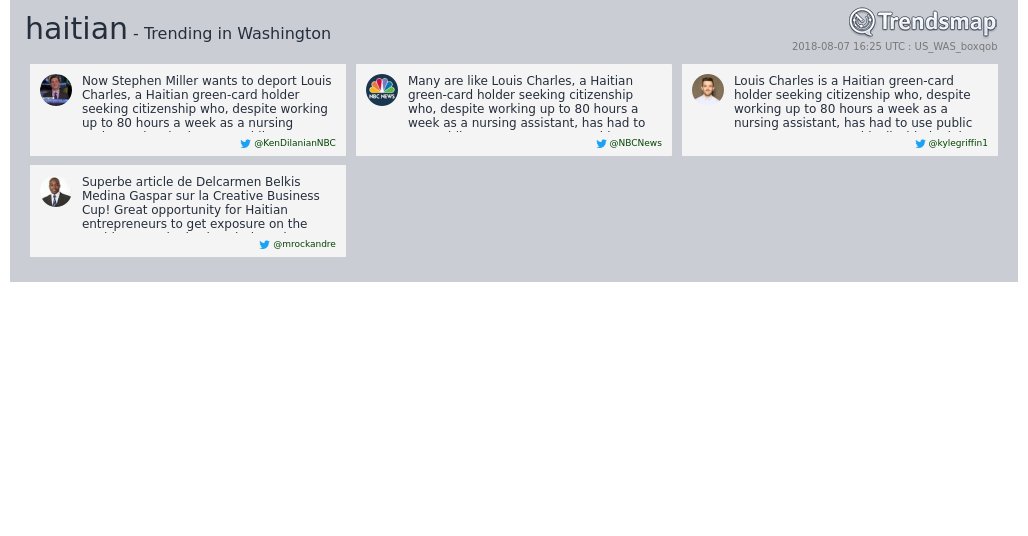 haitian - Trending in Washington
Trendsmap
2018-08-07 16:25 UTC : US_WAS_boxqob
Now Stephen Miller wants to deport Louis
Charles, a Haitian green-card holder
seeking citizenship who, despite working
up to 80 hours a week as a nursing
@KenDilanianNBC
NBC NEWS
Many are like Louis Charles, a Haitian
green-card holder seeking citizenship
who, despite working up to 80 hours a
week as a nursing assistant, has had to
@NBCNews
Louis Charles is a Haitian green-card
holder seeking citizenship who, despite
working up to 80 hours a week as a
nursing assistant, has had to use public
@kylegriffin1
Superbe article de Delcarmen Belkis
Medina Gaspar sur la Creative Business
Cup! Great opportunity for Haitian
entrepreneurs to get exposure on the
@mrockandre